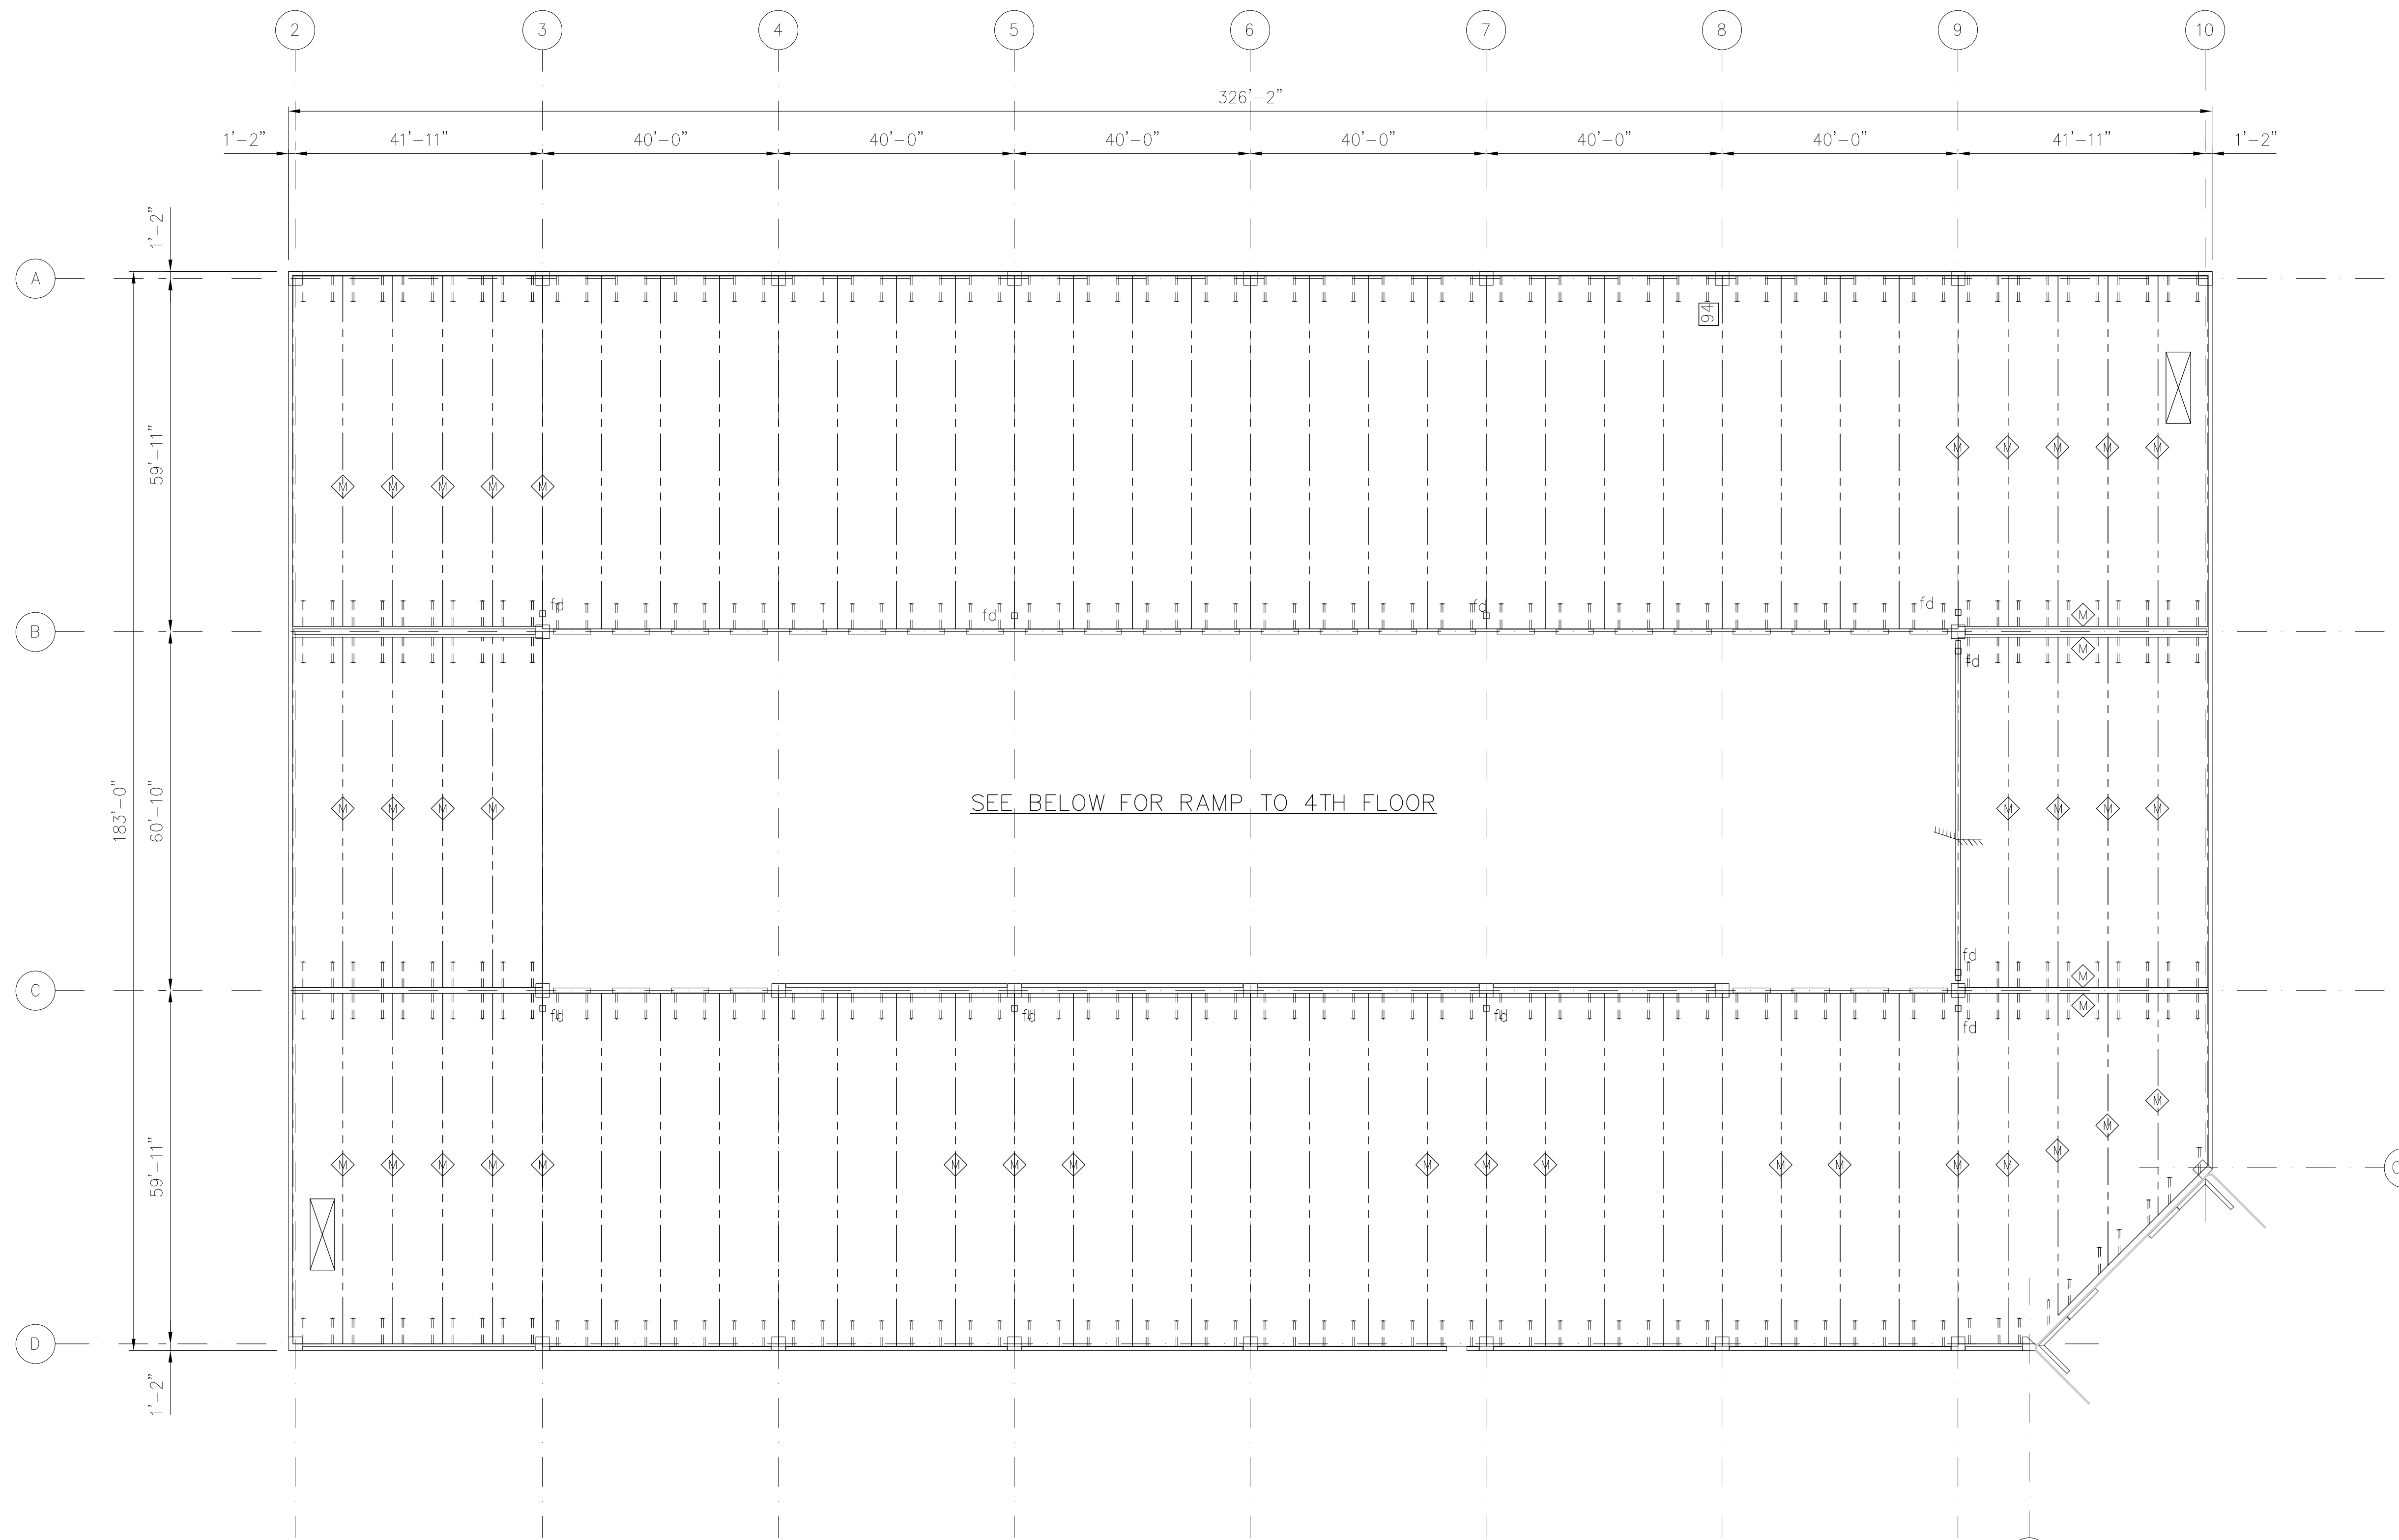 2 3 4 5 6 7 8 9 10
326'-2"
1'-2" 41'-11" 40'-0" 40'-0" 40'-0" 40'-0" 40'-0" 40'-0" 41'-11" 1'-2"
1'-2"
A
94
59'-11"
M M M M M
M M M M M
fd fd fd fd
M
B
M
fd
183'-0"
60'-10"
SEE BELOW FOR RAMP TO 4TH FLOOR
M M M M
M M M M
fd
M
C
M
fd fd fd fd
59'-11"
M M M M M M M M M M M M M M M M M M
D
1'-2"